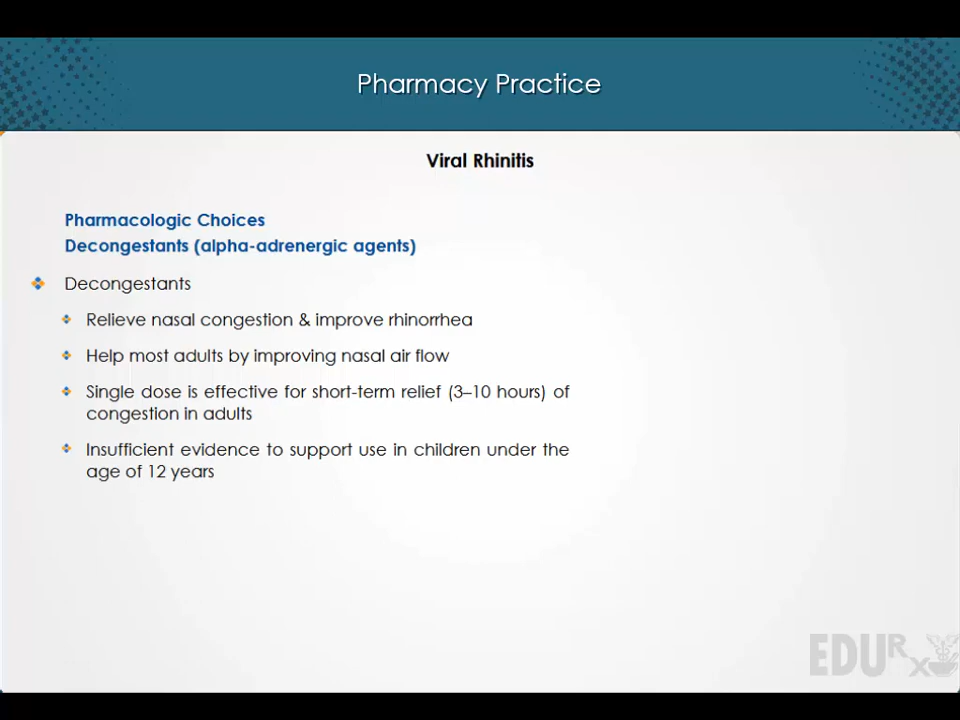 Pharmacy Practice
Viral Rhinitis
Pharmacologic Choices
Decongestants (alpha-adrenergic agents)
Decongestants
Relieve nasal congestion & improve rhinorrhea
Help most adults by improving nasal air flow
Single dose is effective for short-term relief (3–10 hours) of
congestion in adults
Insufficient evidence to support use in children under the
age of 12 years
EDURx